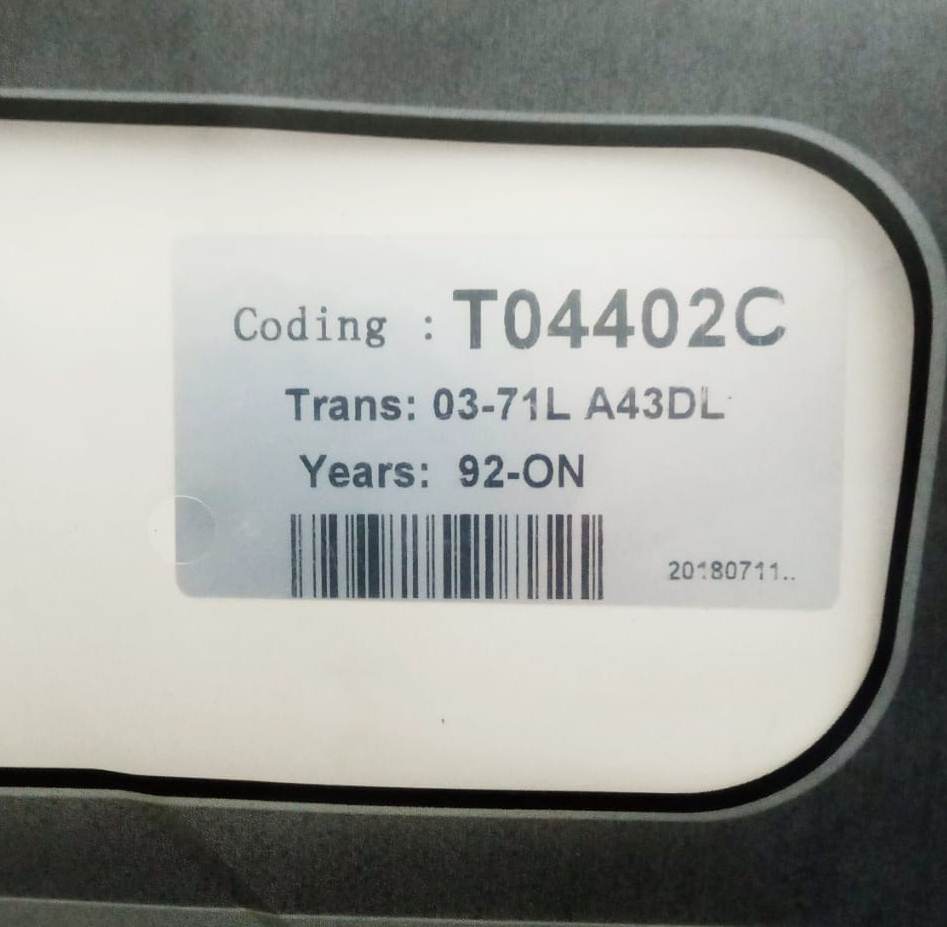 Coding : T04402C
Trans: 03-71L A43DL
Years: 92-ON
20180711..